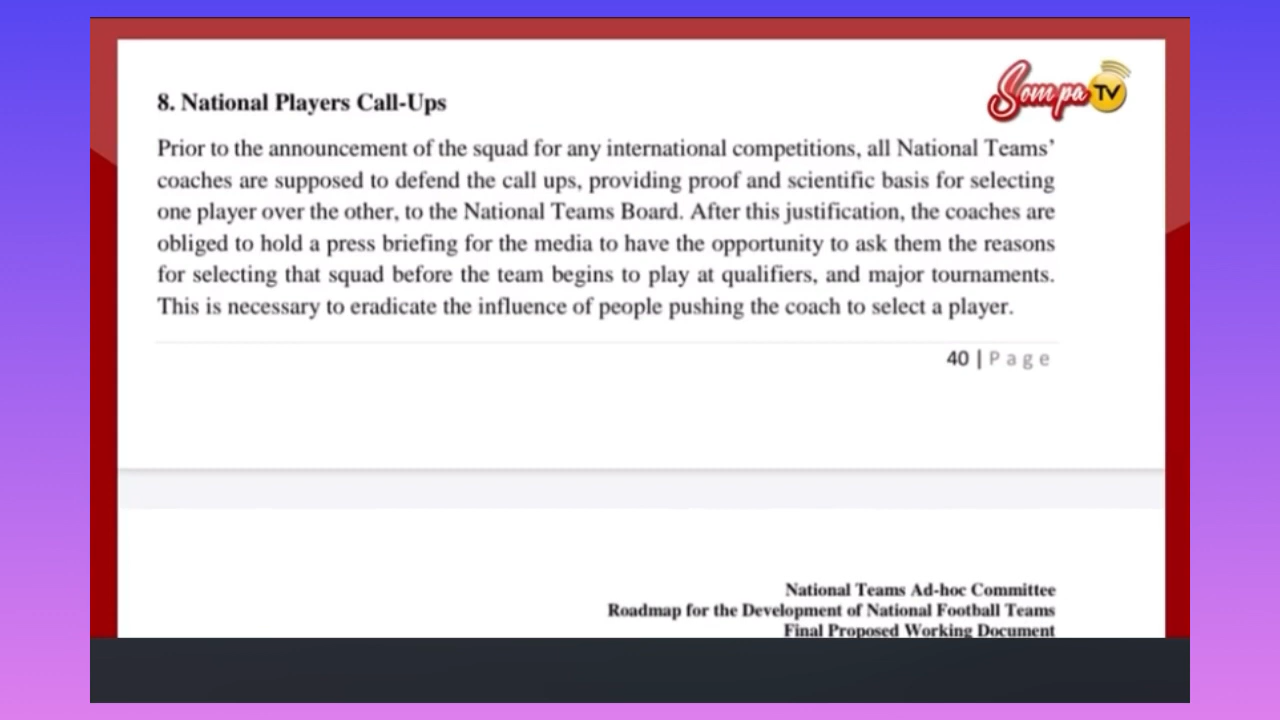 8. National Players Call-Ups
Sompa TV
Prior to the announcement of the squad for any international competitions, all National Teams’
coaches are supposed to defend the call ups, providing proof and scientific basis for selecting
one player over the other, to the National Teams Board. After this justification, the coaches are
obliged to hold a press briefing for the media to have the opportunity to ask them the reasons
for selecting that squad before the team begins to play at qualifiers, and major tournaments.
This is necessary to eradicate the influence of people pushing the coach to select a player.
40 | Page
National Teams Ad-hoc Committee
Roadmap for the Development of National Football Teams
Final Proposed Working Document